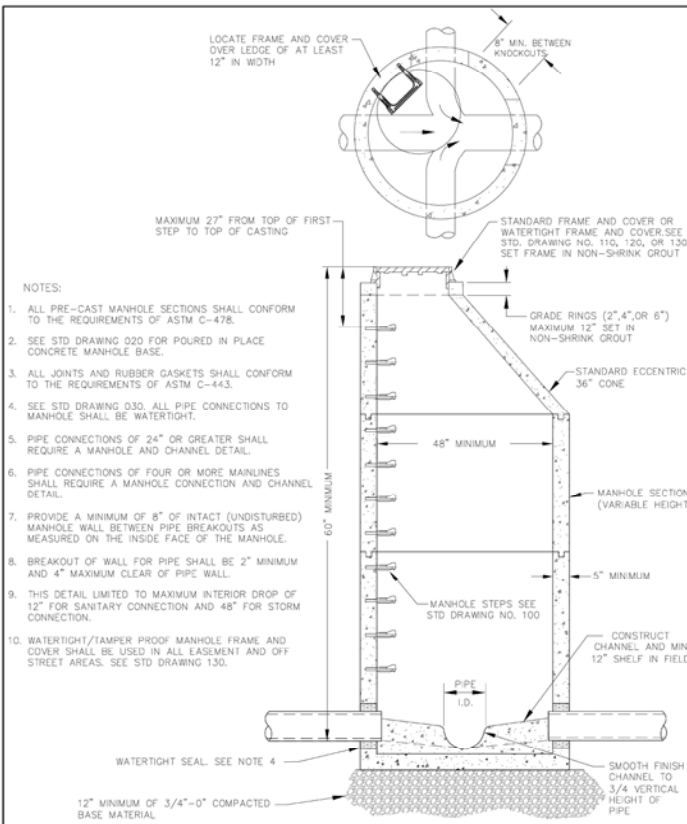 LOCATE FRAME AND COVER
OVER LEDGE OF AT LEAST
12" IN WIDTH
8" MIN. BETWEEN
KNOCKOUTS
MAXIMUM 27" FROM TOP OF FIRST
STEP TO TOP OF CASTING
STANDARD FRAME AND COVER OR
WATERTIGHT FRAME AND COVER.SEE
STD. DRAWING NO. 110, 120, OR 130
SET FRAME IN NON-SHRINK GROUT
GRADE RINGS (2",4",OR 6")
MAXIMUM 12" SET IN
NON-SHRINK GROUT
STANDARD ECCENTRIC
36" CONE
NOTES:
1. ALL PRE-CAST MANHOLE SECTIONS SHALL CONFORM
TO THE REQUIREMENTS OF ASTM C-478.
2. SEE STD DRAWING 020 FOR POURED IN PLACE
CONCRETE MANHOLE BASE.
3. ALL JOINTS AND RUBBER GASKETS SHALL CONFORM
TO THE REQUIREMENTS OF ASTM C-443.
4. SEE STD DRAWING 030. ALL PIPE CONNECTIONS TO
MANHOLE SHALL BE WATERTIGHT.
5. PIPE CONNECTIONS OF 24" OR GREATER SHALL
REQUIRE A MANHOLE AND CHANNEL DETAIL.
6. PIPE CONNECTIONS OF FOUR OR MORE MAINLINES
SHALL REQUIRE A MANHOLE CONNECTION AND CHANNEL
DETAIL.
7. PROVIDE A MINIMUM OF 8" OF INTACT (UNDISTURBED)
MANHOLE WALL BETWEEN PIPE BREAKOUTS AS
MEASURED ON THE INSIDE FACE OF THE MANHOLE.
8. BREAKOUT OF WALL FOR PIPE SHALL BE 2" MINIMUM
AND 4" MAXIMUM CLEAR OF PIPE WALL.
9. THIS DETAIL LIMITED TO MAXIMUM INTERIOR DROP OF
12" FOR SANITARY CONNECTION AND 48" FOR STORM
CONNECTION.
10. WATERTIGHT/TAMPER PROOF MANHOLE FRAME AND
COVER SHALL BE USED IN ALL EASEMENT AND OFF
STREET AREAS. SEE STD DRAWING 130.
60" MINIMUM
48" MINIMUM
MANHOLE SECTION
(VARIABLE HEIGHT
5" MINIMUM
MANHOLE STEPS SEE
STD DRAWING NO. 100
CONSTRUCT
CHANNEL AND MIN
12" SHELF IN FIELD
PIPE
I.D.
WATERTIGHT SEAL. SEE NOTE 4
SMOOTH FINISH
CHANNEL TO
3/4 VERTICAL
HEIGHT OF
PIPE
12" MINIMUM OF 3/4"-0" COMPACTED
BASE MATERIAL